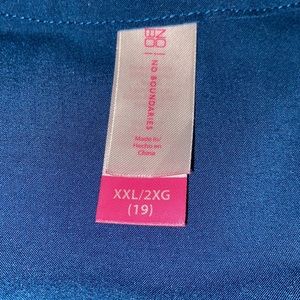 NO
BO
NO BOUNDARIES
Made in/
Hecho en
China
XXL/2XG
(19)